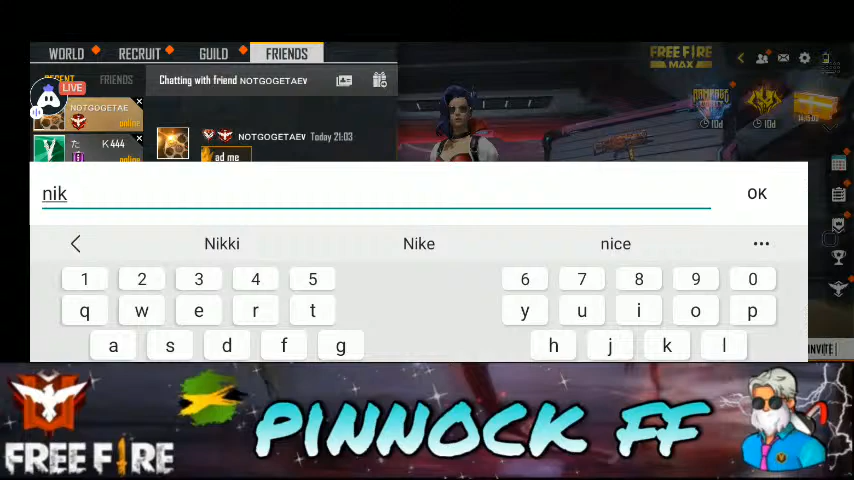 WORLD RECRUIT GUILD FRIENDS
FREE FIRE
MAX
RECENT FRIENDS Chatting with friend NOTGOGETAEV
LIVE
NOTGOGETAE
online
NOTGOGETAEV Today 21:03
た K444
ad me
online
10d 10d
nik OK
Nikki Nike nice
1 2 3 4 5 6 7 8 9 0
q w e r t y u i o p
a s d f g h j k l
INVITE
FREE FIRE
PINNOCK FF